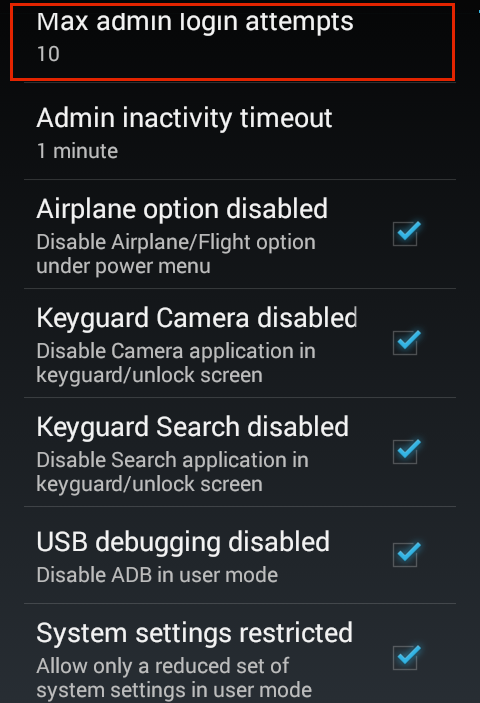 Max admin login attempts
10
Admin inactivity timeout
1 minute
Airplane option disabled
Disable Airplane/Flight option
under power menu
Keyguard Camera disabled
Disable Camera application in
keyguard/unlock screen
Keyguard Search disabled
Disable Search application in
keyguard/unlock screen
USB debugging disabled
Disable ADB in user mode
System settings restricted
Allow only a reduced set of
system settings in user mode